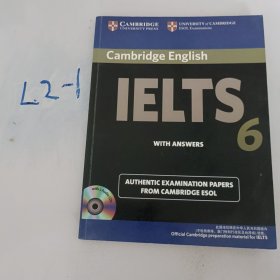 L2-1
CAMBRIDGE
UNIVERSITY PRESS
UNIVERSITY of CAMBRIDGE
ESOL Examinations
Cambridge English
IELTS 6
WITH ANSWERS
AUTHENTIC EXAMINATION PAPERS
FROM CAMBRIDGE ESOL
Official Cambridge preparation material for IELTS